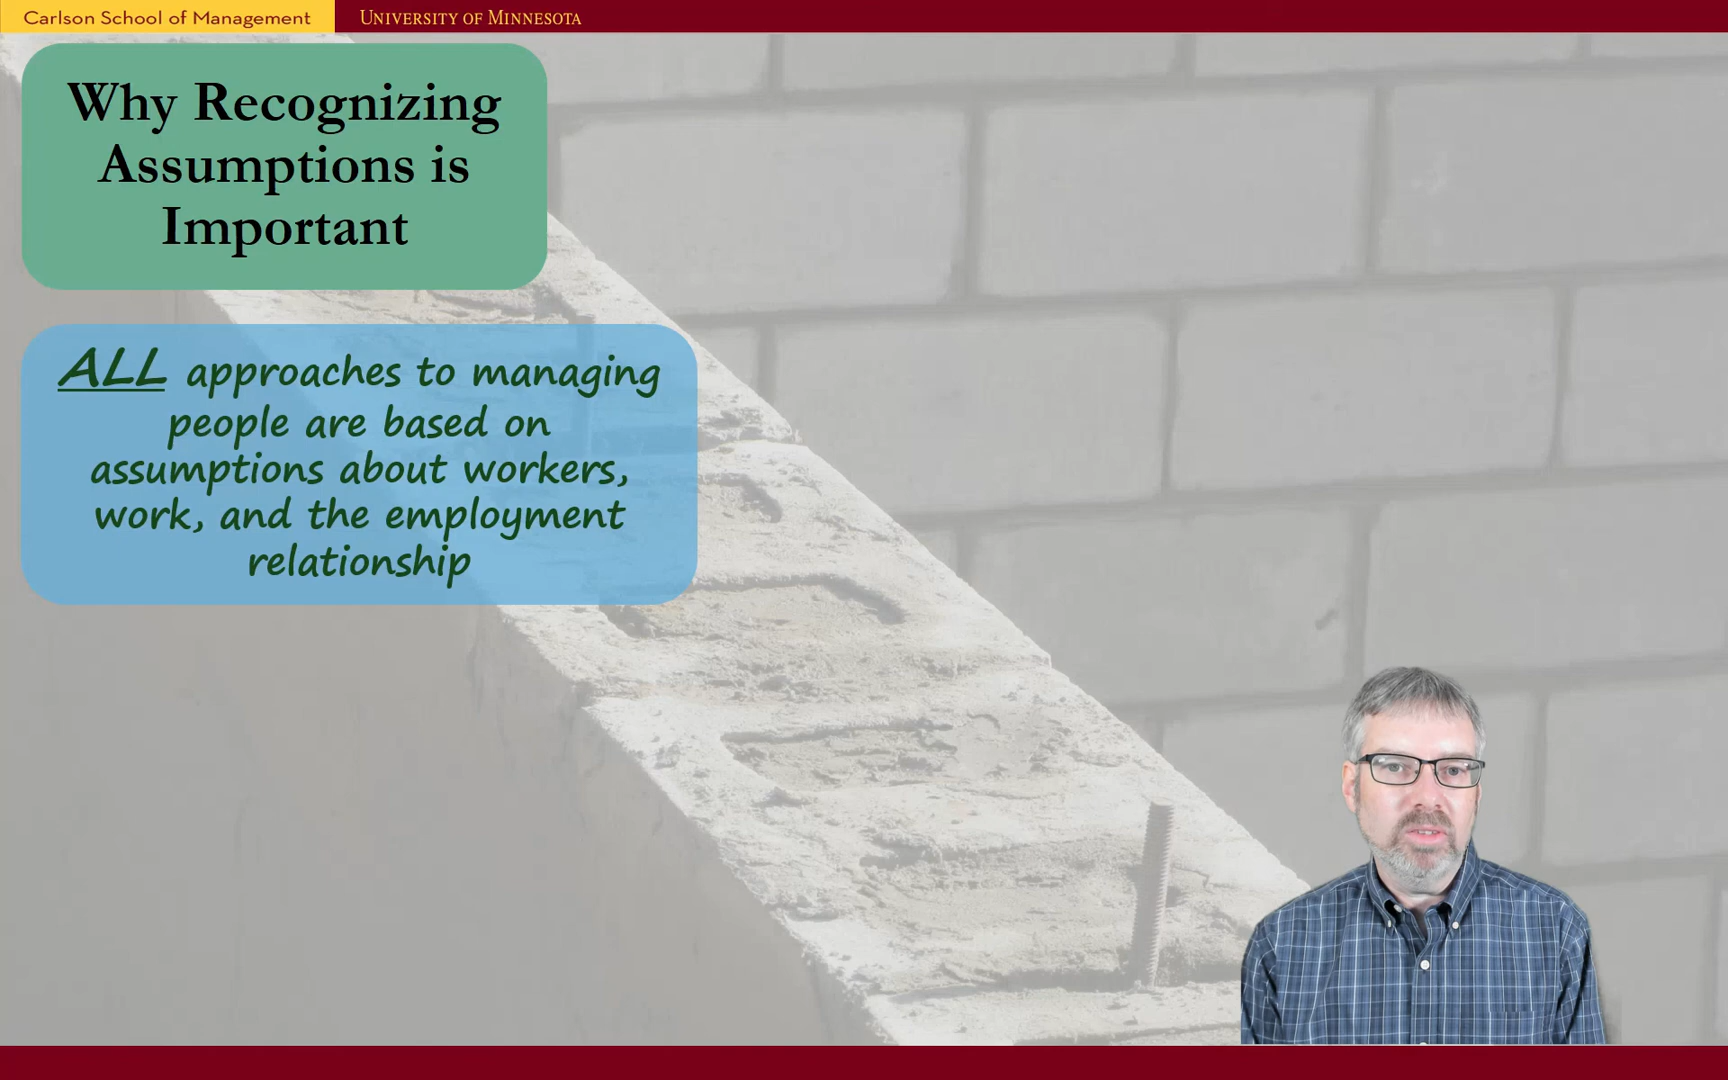 Carlson School of Management
UNIVERSITY OF MINNESOTA
Why Recognizing
Assumptions is
Important
ALL approaches to managing
people are based on
assumptions about workers,
work, and the employment
relationship